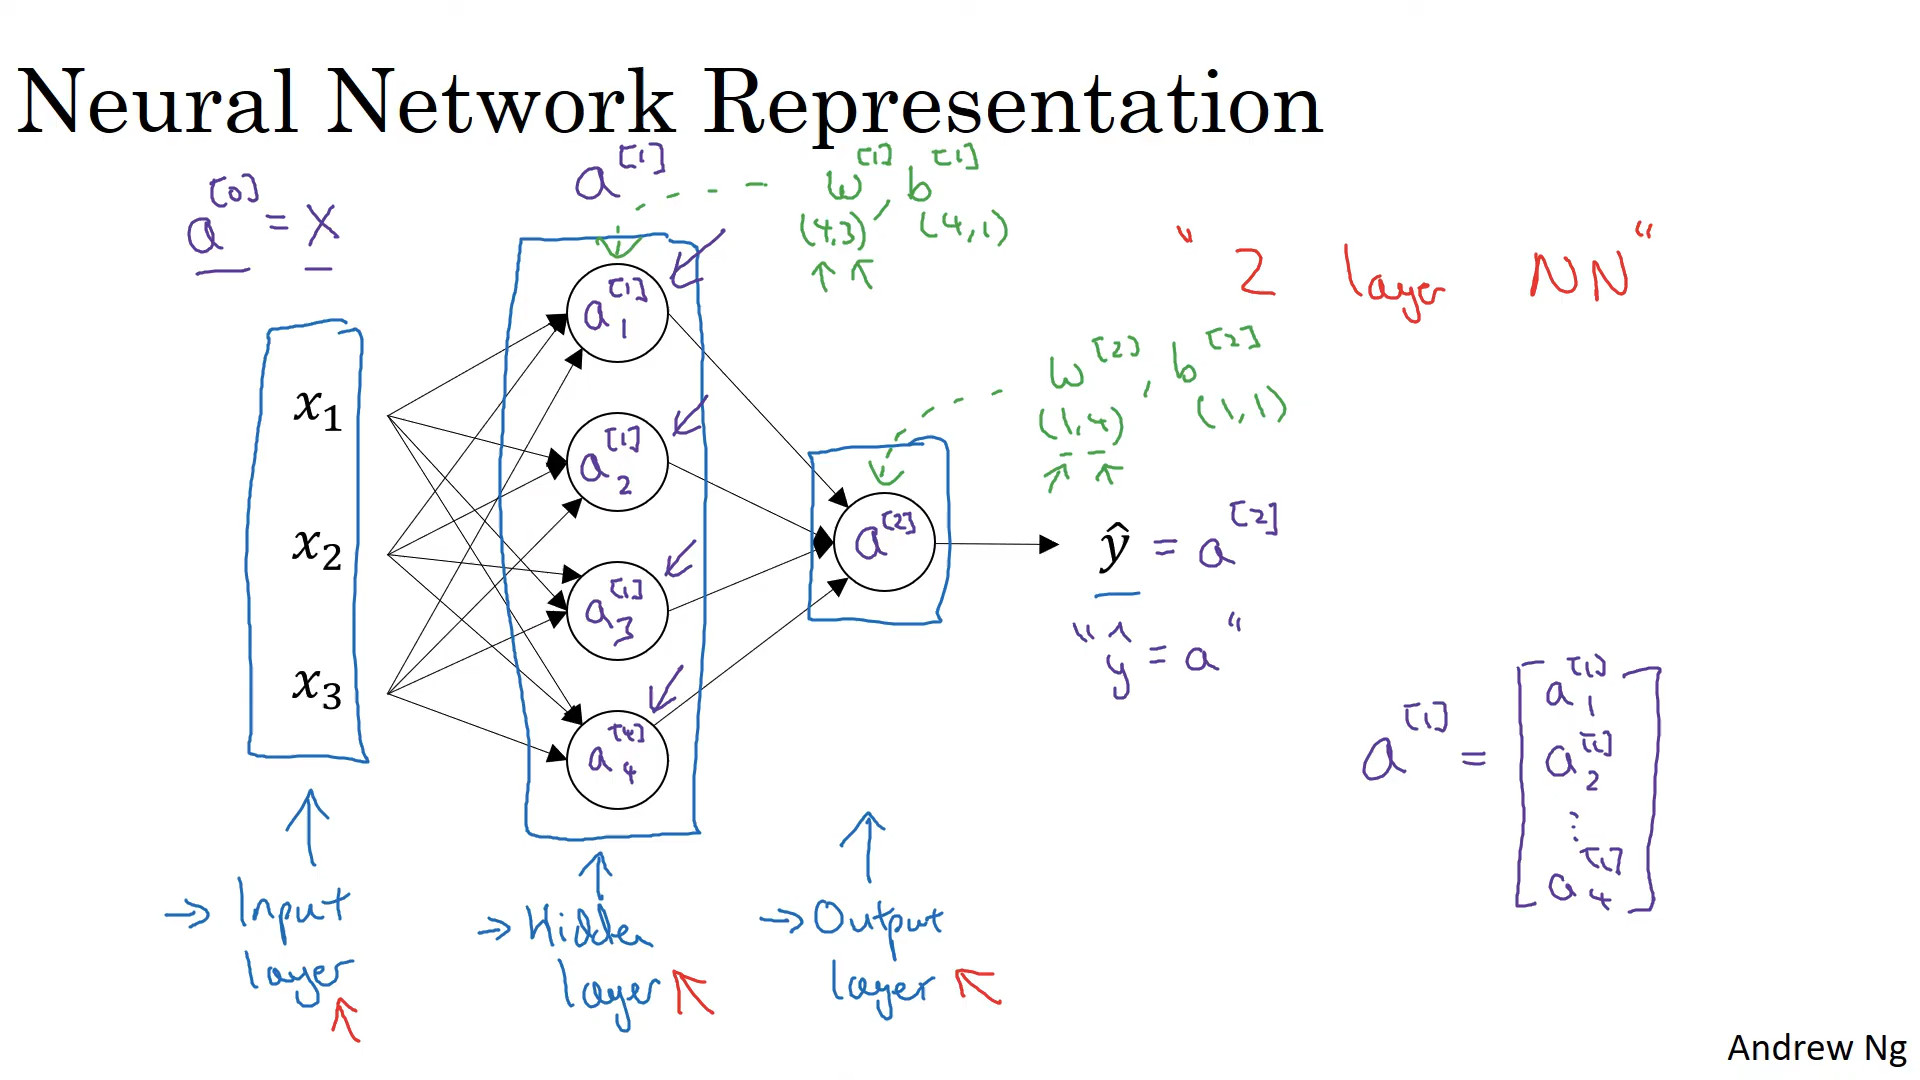 Neural Network Representation
a^[0] = X
a^[1]
w^[1], b^[1]
(4,3) (4,1)
"2 layer NN"
x₁
x₂
x₃
a₁^[1]
a₂^[1]
a₃^[1]
a₄^[4]
a^[2]
w^[2], b^[2]
(1,4) (1,1)
ŷ = a^[2]
"ŷ = a"
a^[1] = [
a₁^[1]
a₂^[1]
⋮
a₄^[1]
]
→ Input
layer
→ Hidden
layer
→ Output
layer
Andrew Ng